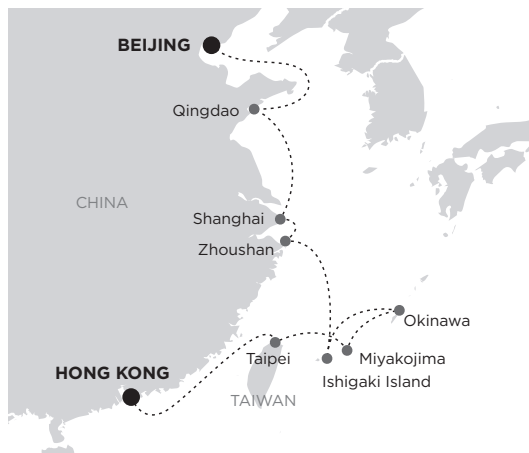 BEIJING
Qingdao
CHINA
Shanghai
Zhoushan
Okinawa
Taipei
Miyakojima
HONG KONG
Ishigaki Island
TAIWAN